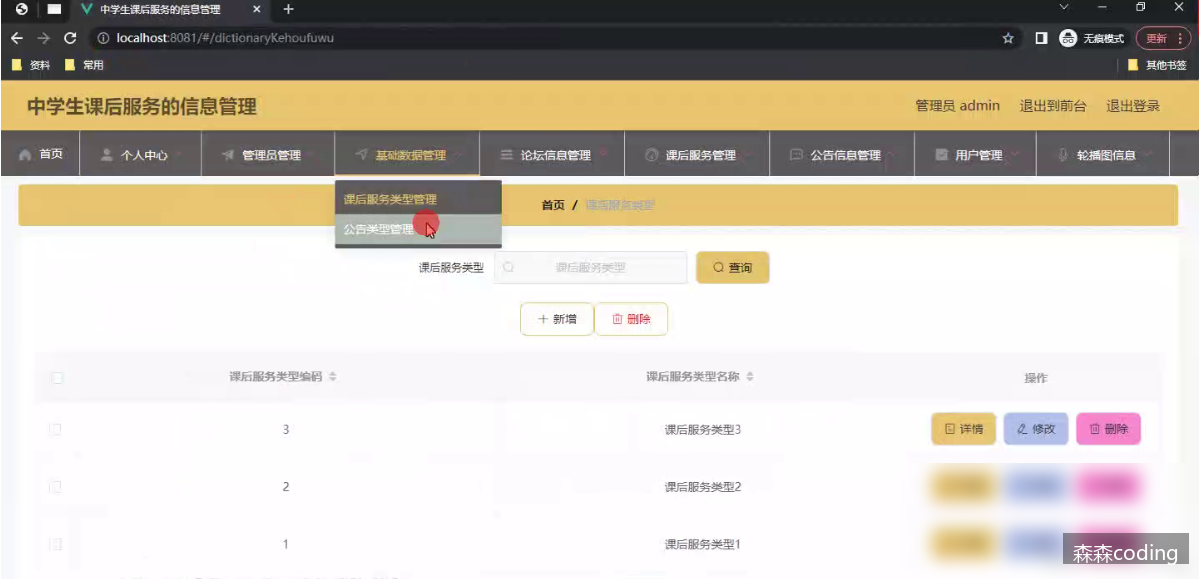 中学生课后服务的信息管理
localhost:8081/#/dictionaryKehoufuwu
无痕模式
更新
资料
常用
其他书签
中学生课后服务的信息管理
管理员 admin
退出到前台
退出登录
首页
个人中心
管理员管理
基础数据管理
论坛信息管理
课后服务管理
公告信息管理
用户管理
轮播图信息
课后服务类型管理
公告类型管理
首页 / 课后服务类型
课后服务类型
课后服务类型
查询
新增
删除
课后服务类型编码
课后服务类型名称
操作
3
课后服务类型3
详情
修改
删除
2
课后服务类型2
1
课后服务类型1
森森coding